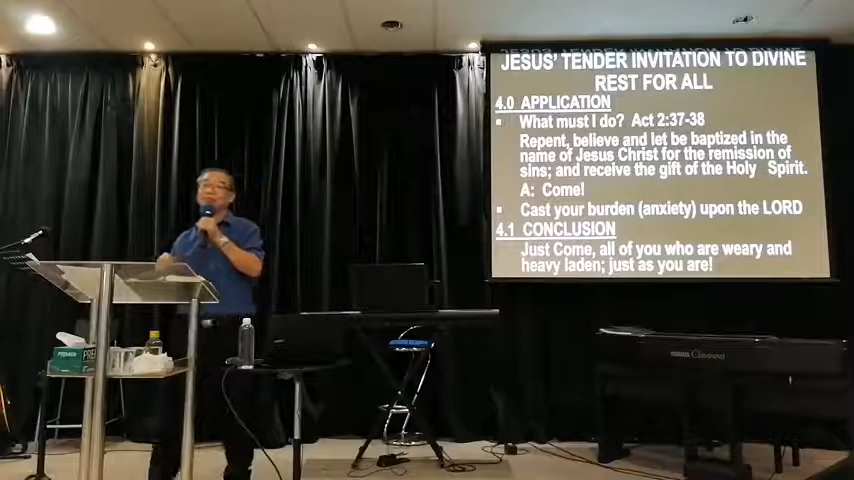 JESUS' TENDER INVITATION TO DIVINE
REST FOR ALL
4.0 APPLICATION
▪ What must I do? Act 2:37-38
Repent, believe and let be baptized in the
name of Jesus Christ for the remission of
sins; and receive the gift of the Holy Spirit.
A: Come!
▪ Cast your burden (anxiety) upon the LORD
4.1 CONCLUSION
Just Come, all of you who are weary and
heavy laden, just as you are!
PREMIER
Clavinova